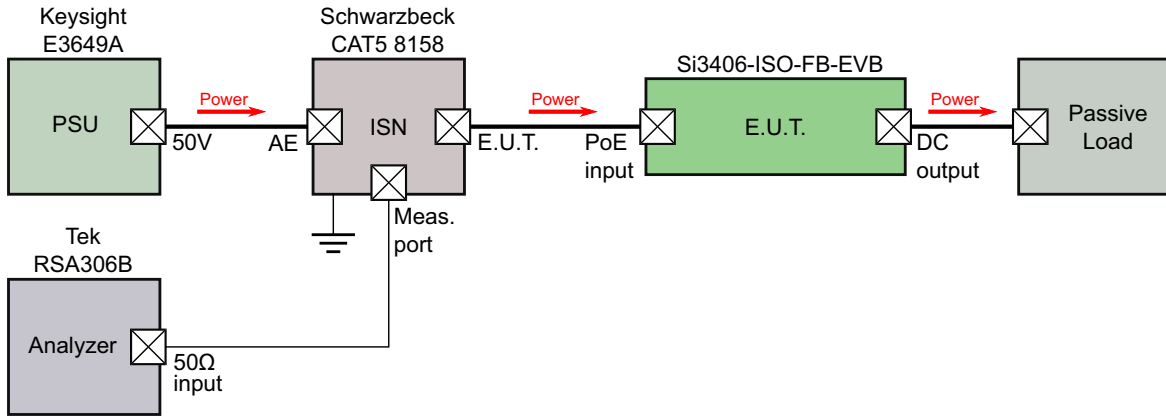 Keysight
E3649A
PSU
50V
Power
Schwarzbeck
CAT5 8158
AE
ISN
E.U.T.
Meas.
port
Power
Si3406-ISO-FB-EVB
PoE
input
E.U.T.
DC
output
Power
Passive
Load
Tek
RSA306B
Analyzer
50Ω
input